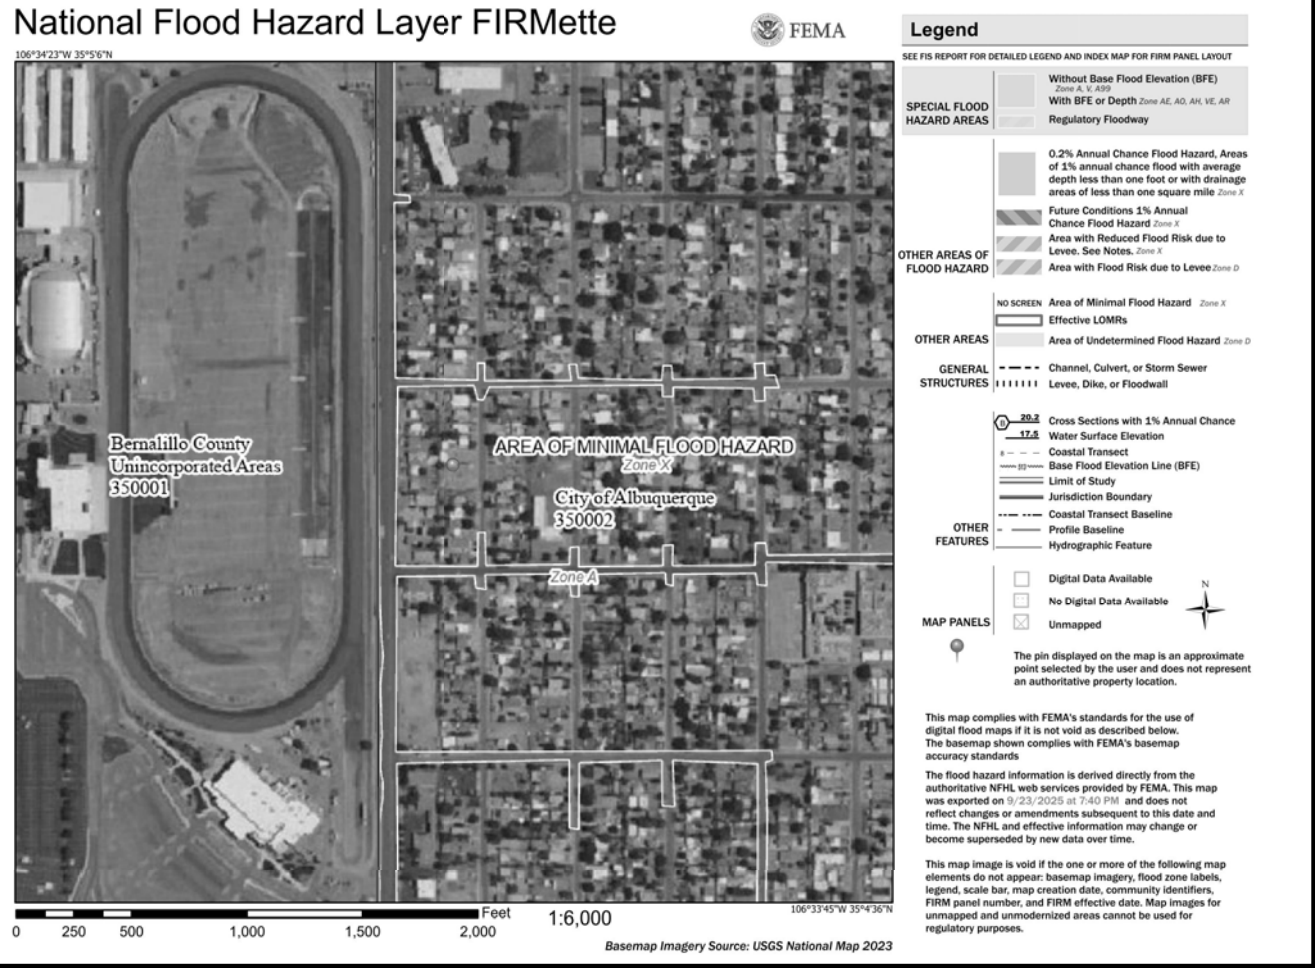 National Flood Hazard Layer FIRMette
FEMA
106°34'23"W 35°5'6"N
Bernalillo County
Unincorporated Areas
350001
AREA OF MINIMAL FLOOD HAZARD
Zone X
City of Albuquerque
350002
Zone A
106°33'45"W 35°4'36"N
Feet
1:6,000
0
250
500
1,000
1,500
2,000
Basemap Imagery Source: USGS National Map 2023
Legend
SEE FIS REPORT FOR DETAILED LEGEND AND INDEX MAP FOR FIRM PANEL LAYOUT
SPECIAL FLOOD
HAZARD AREAS
Without Base Flood Elevation (BFE)
Zone A, V, A99
With BFE or Depth Zone AE, AO, AH, VE, AR
Regulatory Floodway
OTHER AREAS OF
FLOOD HAZARD
0.2% Annual Chance Flood Hazard, Areas
of 1% annual chance flood with average
depth less than one foot or with drainage
areas of less than one square mile Zone X
Future Conditions 1% Annual
Chance Flood Hazard Zone X
Area with Reduced Flood Risk due to
Levee. See Notes. Zone X
Area with Flood Risk due to Levee Zone D
OTHER AREAS
NO SCREEN Area of Minimal Flood Hazard Zone X
Effective LOMRs
Area of Undetermined Flood Hazard Zone D
GENERAL
STRUCTURES
Channel, Culvert, or Storm Sewer
Levee, Dike, or Floodwall
OTHER
FEATURES
B 20.2 Cross Sections with 1% Annual Chance
17.5 Water Surface Elevation
8 Coastal Transect
513 Base Flood Elevation Line (BFE)
Limit of Study
Jurisdiction Boundary
Coastal Transect Baseline
Profile Baseline
Hydrographic Feature
MAP PANELS
Digital Data Available
No Digital Data Available
Unmapped
N
The pin displayed on the map is an approximate
point selected by the user and does not represent
an authoritative property location.
This map complies with FEMA's standards for the use of
digital flood maps if it is not void as described below.
The basemap shown complies with FEMA's basemap
accuracy standards
The flood hazard information is derived directly from the
authoritative NFHL web services provided by FEMA. This map
was exported on 9/23/2025 at 7:40 PM and does not
reflect changes or amendments subsequent to this date and
time. The NFHL and effective information may change or
become superseded by new data over time.
This map image is void if the one or more of the following map
elements do not appear: basemap imagery, flood zone labels,
legend, scale bar, map creation date, community identifiers,
FIRM panel number, and FIRM effective date. Map images for
unmapped and unmodernized areas cannot be used for
regulatory purposes.